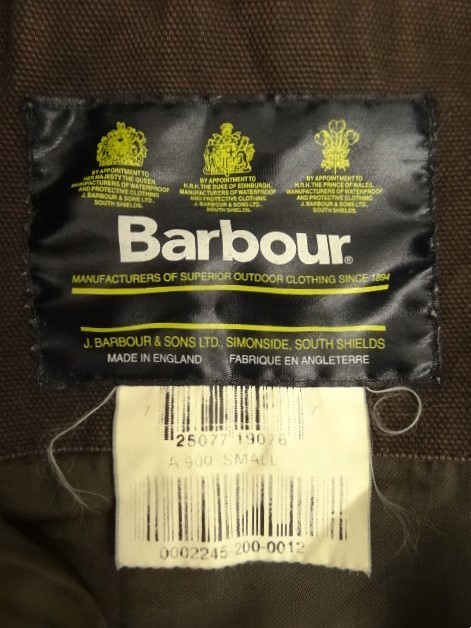 BY APPOINTMENT TO
HER MAJESTY THE QUEEN
MANUFACTURERS OF WATERPROOF
AND PROTECTIVE CLOTHING
J. BARBOUR & SONS LTD.
SOUTH SHIELDS.
BY APPOINTMENT TO
H.R.H. THE DUKE OF EDINBURGH.
MANUFACTURERS OF WATERPROOF
AND PROTECTIVE CLOTHING
J. BARBOUR & SONS LTD.
SOUTH SHIELDS.
BY APPOINTMENT TO
H.R.H. THE PRINCE OF WALES.
MANUFACTURERS OF WATERPROOF
AND PROTECTIVE CLOTHING
J. BARBOUR & SONS LTD.
SOUTH SHIELDS.
Barbour®
MANUFACTURERS OF SUPERIOR OUTDOOR CLOTHING SINCE 1894
J. BARBOUR & SONS LTD., SIMONSIDE, SOUTH SHIELDS
MADE IN ENGLAND FABRIQUE EN ANGLETERRE
7 25077 19076 7
A 900 SMALL
0002245-200-0012